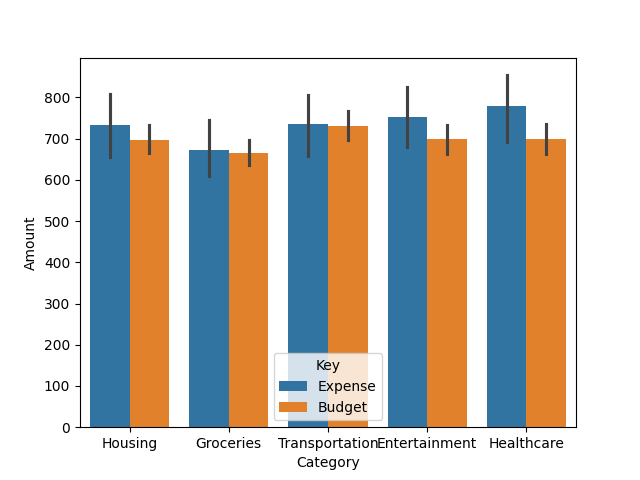 800
700
600
500
400
300
200
100
0
Amount
Key
Expense
Budget
Housing Groceries Transportation Entertainment Healthcare
Category